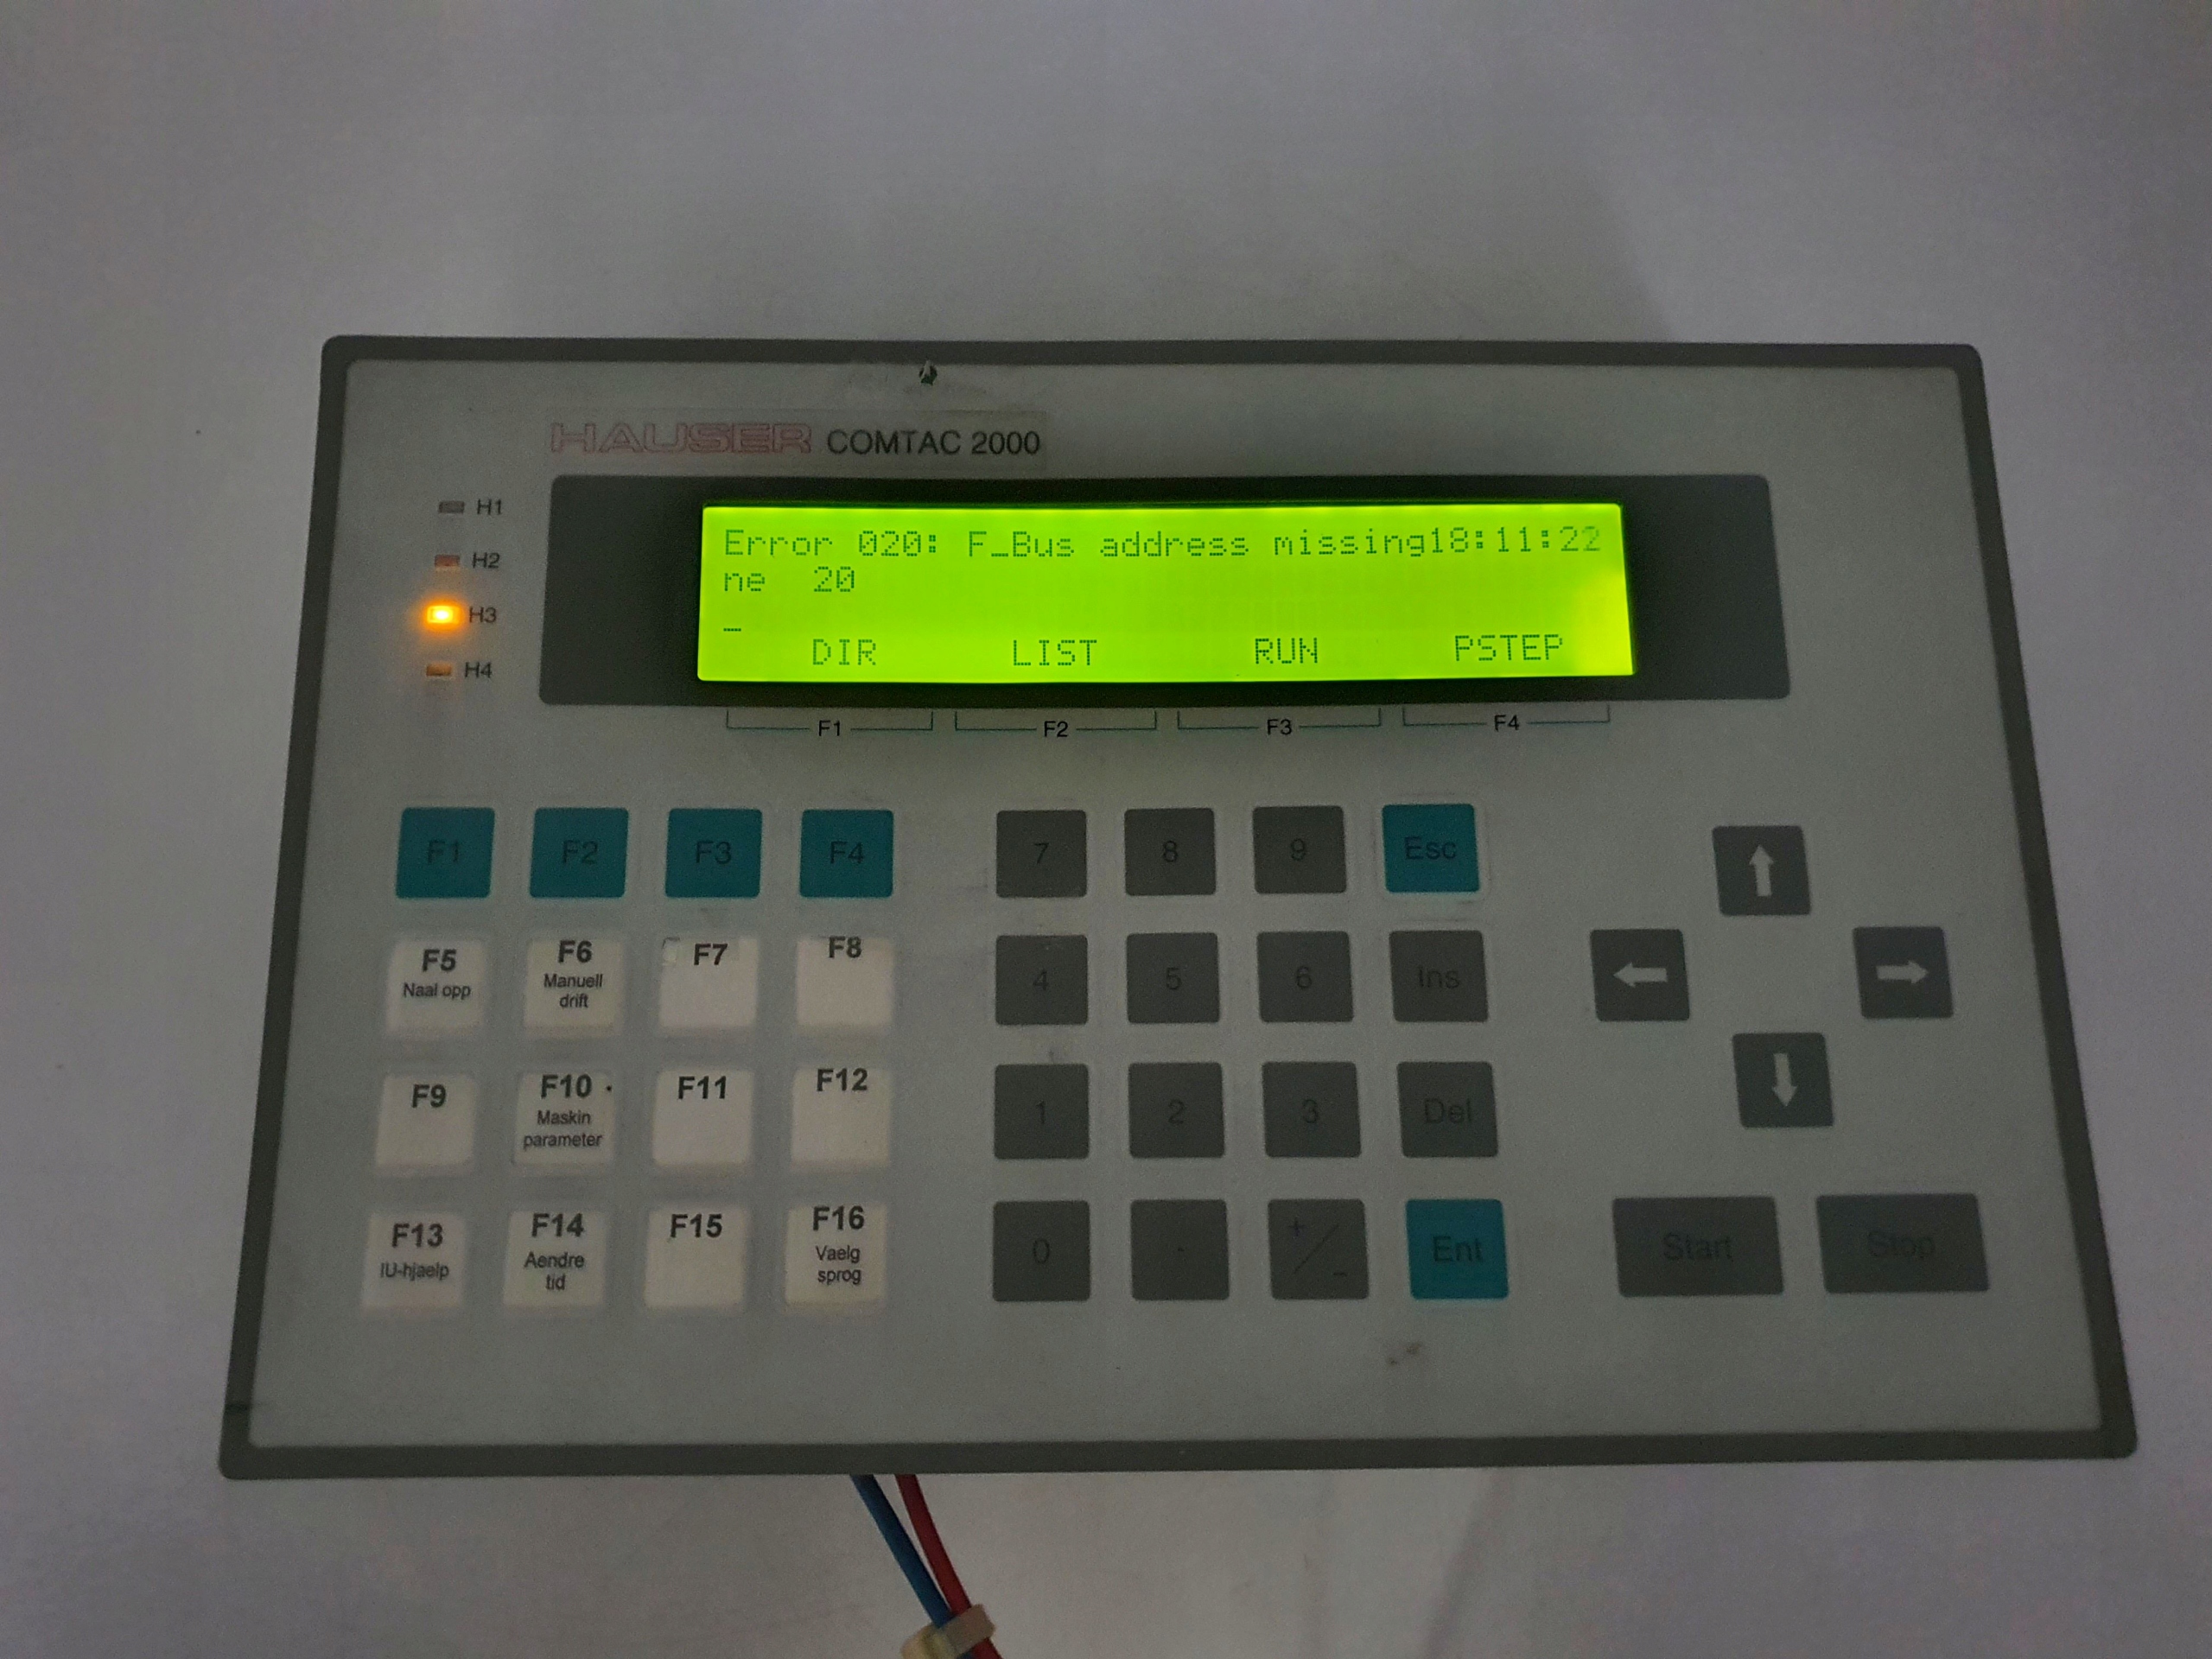 HAUSER COMTAC 2000
H1
H2
H3
H4
Error 020: F_Bus address missing18:11:22
ne 20
_
DIR LIST RUN PSTEP
F1 F2 F3 F4
F1 F2 F3 F4 7 8 9 Esc
F5 F6 F7 F8 4 5 6 Ins
Naal opp Manuell
drift
F9 F10 F11 F12 1 2 3 Del
Maskin
parameter
F13 F14 F15 F16 0 . +/- Ent Start Stop
IU-hjaelp Aendre Vaelg
tid sprog